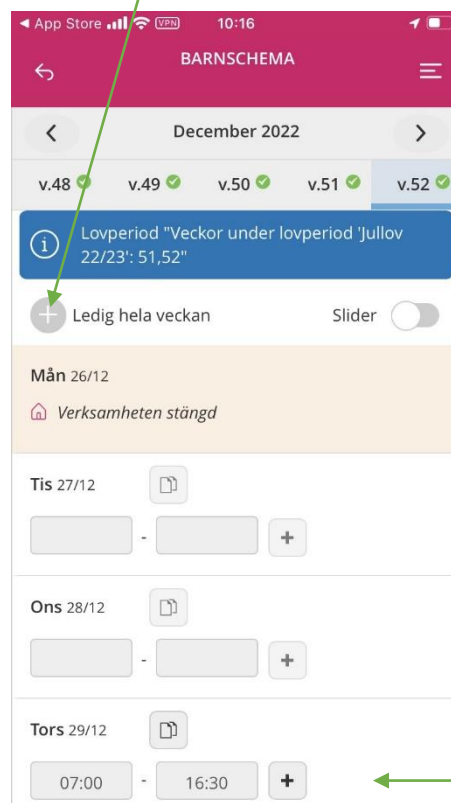 App Store VPN 10:16
BARNSCHEMA
December 2022
v.48 v.49 v.50 v.51 v.52
Lovperiod "Veckor under lovperiod 'Jullov
22/23': 51,52"
Ledig hela veckan Slider
Mån 26/12
Verksamheten stängd
Tis 27/12
-
Ons 28/12
-
Tors 29/12
07:00 - 16:30 +